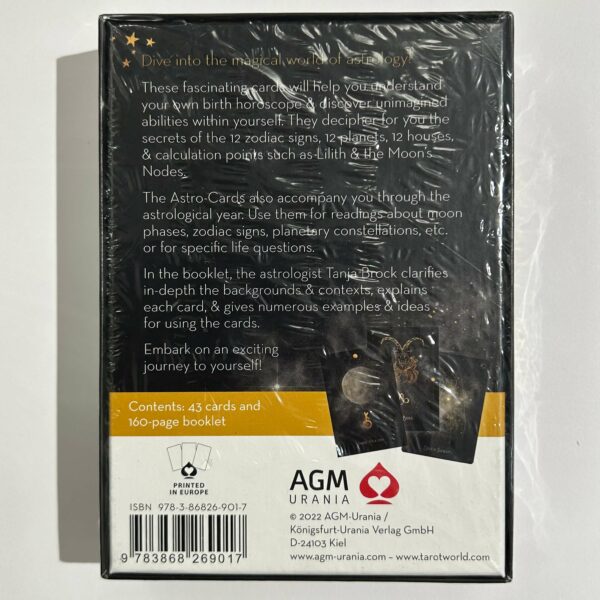 Dive into the magical world of astrology!
These fascinating cards will help you understand
your own birth horoscope & discover unimagined
abilities within yourself. They decipher for you the
secrets of the 12 zodiac signs, 12 planets, 12 houses,
& calculation points such as Lilith & the Moon's
Nodes.
The Astro-Cards also accompany you through the
astrological year. Use them for readings about moon
phases, zodiac signs, planetary constellations, etc.
or for specific life questions.
In the booklet, the astrologist Tanja Brock clarifies
in-depth the backgrounds & contexts, explains
each card, & gives numerous examples & ideas
for using the cards.
Embark on an exciting
journey to yourself!
Contents: 43 cards and
160-page booklet
PRINTED
IN EUROPE
AGM
URANIA
ISBN 978-3-86826-901-7
9 783868 269017
© 2022 AGM-Urania /
Königsfurt-Urania Verlag GmbH
D-24103 Kiel
www.agm-urania.com – www.tarotworld.com